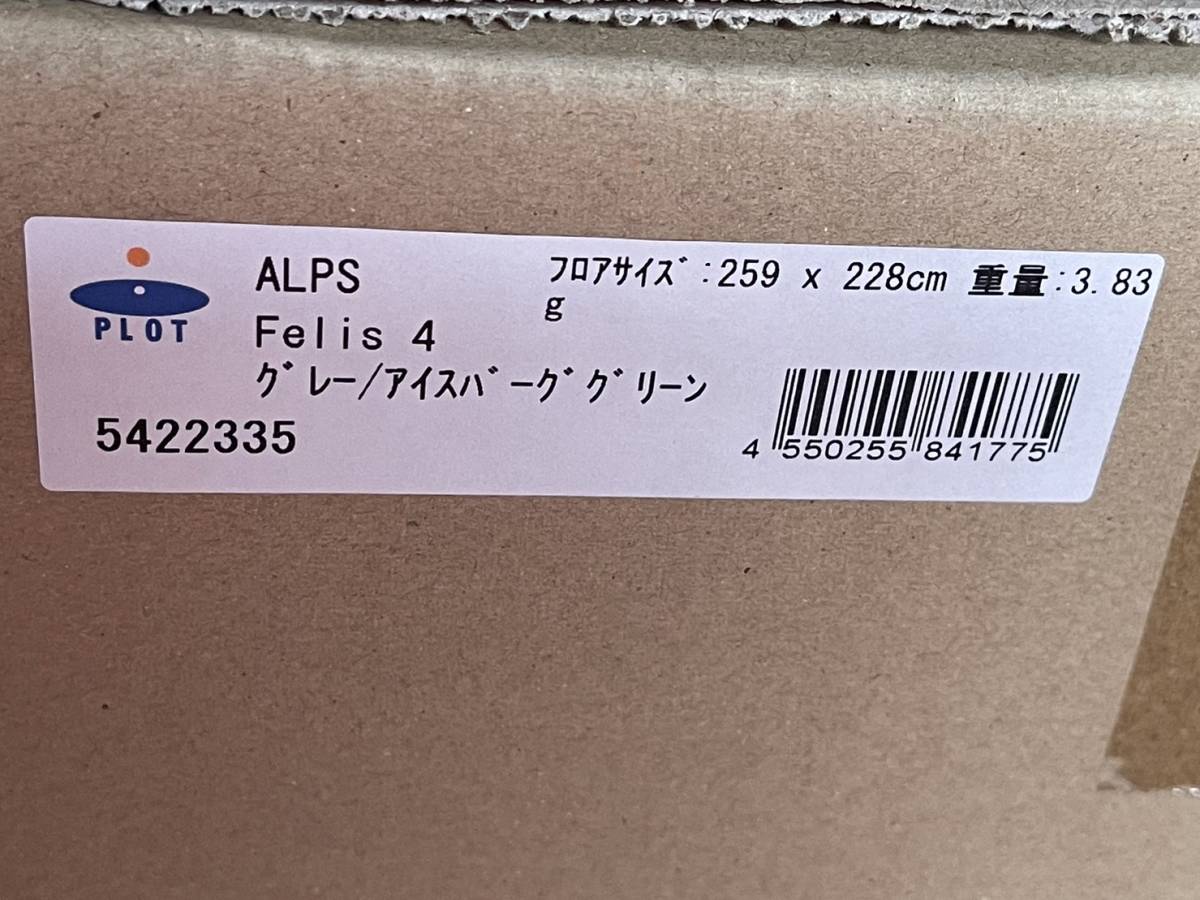 PLOT
ALPS
フロアサイズ:259 x 228cm 重量:3.83
g
Felis 4
グレー/アイスバーググリーン
5422335
4 550255 841775